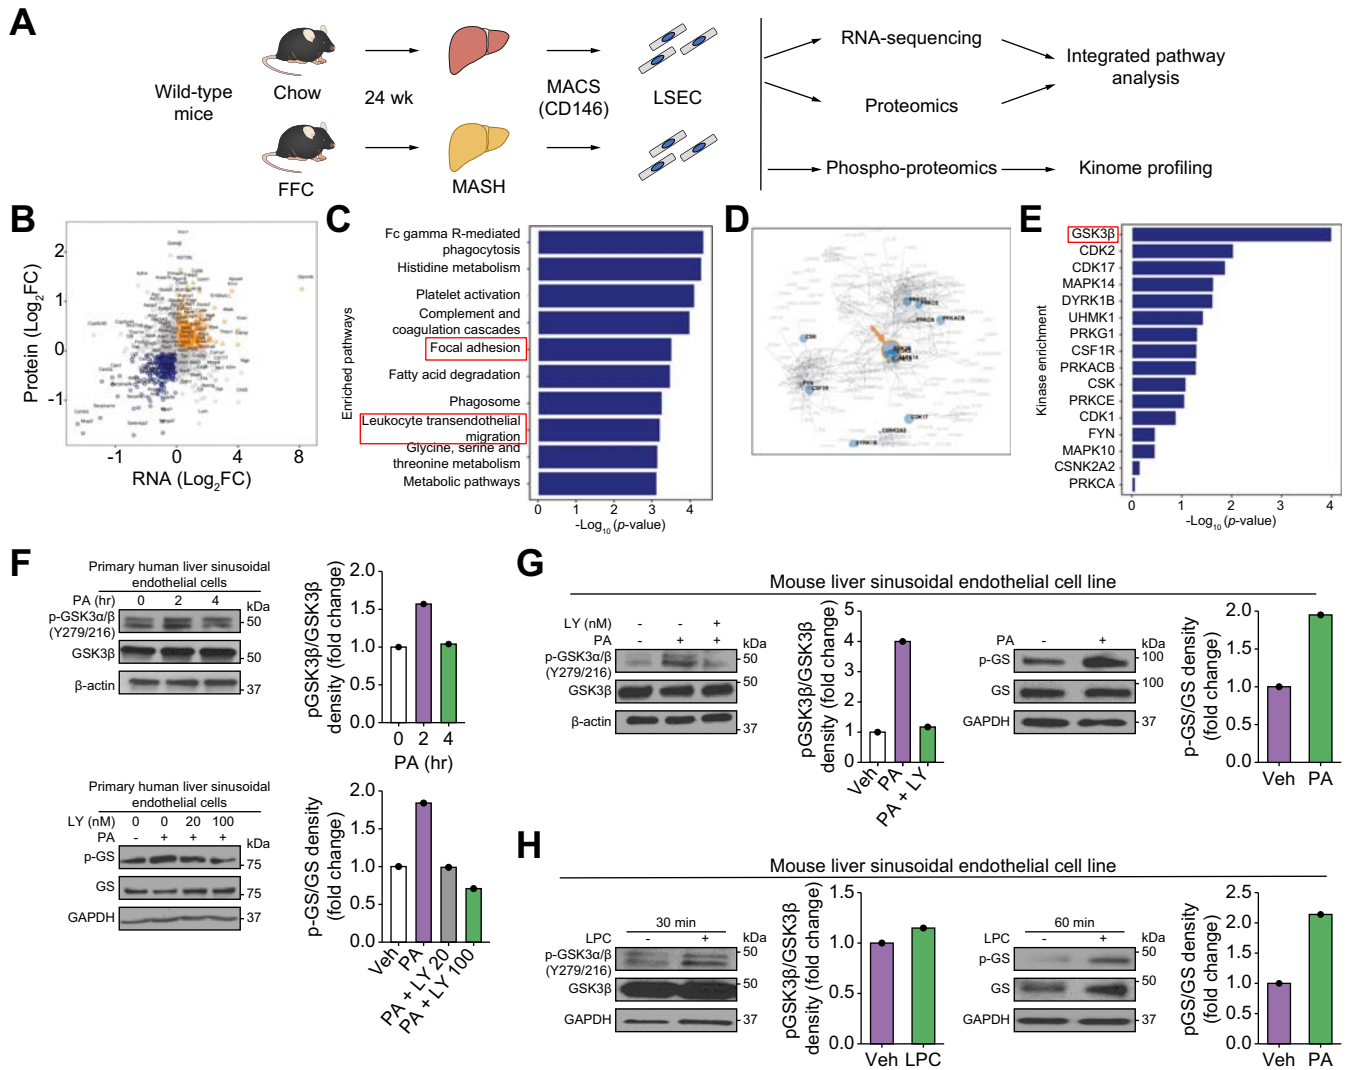 A
Wild-type
mice
Chow
FFC
24 wk
MASH
MACS
(CD146)
LSEC
RNA-sequencing
Proteomics
Phospho-proteomics
Integrated pathway
analysis
Kinome profiling
B
Protein (Log2FC)
2
1
0
-1
-1
0
4
8
RNA (Log2FC)
C
Enriched pathways
Fc gamma R-mediated
phagocytosis
Histidine metabolism
Platelet activation
Complement and
coagulation cascades
Focal adhesion
Fatty acid degradation
Phagosome
Leukocyte transendothelial
migration
Glycine, serine and
threonine metabolism
Metabolic pathways
0 1 2 3 4
-Log10 (p-value)
D
PRKCE
PRKCA
PRKACB
CSK
FYN
CSF1R
CDK17
CSNK2A2
DYRK1B
E
Kinase enrichment
GSK3β
CDK2
CDK17
MAPK14
DYRK1B
UHMK1
PRKG1
CSF1R
PRKACB
CSK
PRKCE
CDK1
FYN
MAPK10
CSNK2A2
PRKCA
0 1 2 3 4
-Log10 (p-value)
F
Primary human liver sinusoidal
endothelial cells
PA (hr) 0 2 4
kDa
p-GSK3α/β
(Y279/216)
50
GSK3β
50
β-actin
37
pGSK3β/GSK3β
density (fold change)
2.0
1.5
1.0
0.5
0.0
0 2 4
PA (hr)
Primary human liver sinusoidal
endothelial cells
LY (nM) 0 0 20 100
PA - + + +
kDa
p-GS
75
GS
75
GAPDH
37
p-GS/GS density
(fold change)
2.0
1.5
1.0
0.5
0.0
Veh
PA
PA + LY 20
PA + LY 100
G
Mouse liver sinusoidal endothelial cell line
LY (nM) - - +
PA - + +
kDa
p-GSK3α/β
(Y279/216)
50
GSK3β
50
β-actin
37
pGSK3β/GSK3β
density (fold change)
5
4
3
2
1
0
Veh
PA
PA + LY
PA - +
kDa
p-GS
100
GS
100
GAPDH
37
p-GS/GS density
(fold change)
2.0
1.5
1.0
0.5
0.0
Veh PA
H
Mouse liver sinusoidal endothelial cell line
30 min
LPC - +
kDa
p-GSK3α/β
(Y279/216)
50
GSK3β
50
GAPDH
37
pGSK3β/GSK3β
density (fold change)
1.5
1.0
0.5
0.0
Veh LPC
60 min
LPC - +
kDa
p-GS
50
GS
50
GAPDH
37
pGS/GS density
(fold change)
2.5
2.0
1.5
1.0
0.5
0.0
Veh PA